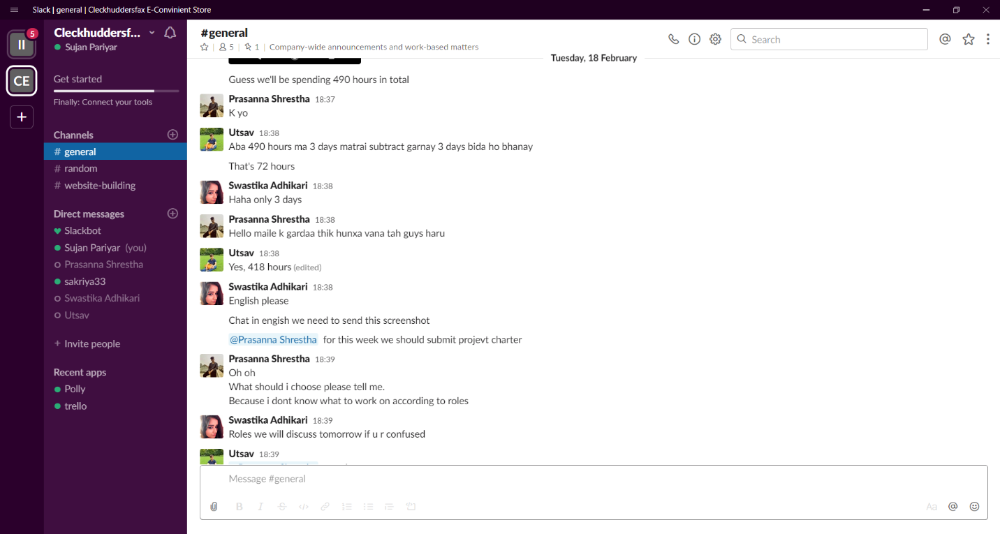 Slack | general | Cleckhuddersfax E-Convinient Store
5
II
CE
Cleckhuddersf...
Sujan Pariyar
Get started
Finally: Connect your tools
Channels
# general
# random
# website-building
Direct messages
Slackbot
Sujan Pariyar (you)
Prasanna Shrestha
sakriya33
Swastika Adhikari
Utsav
+ Invite people
Recent apps
Polly
trello
#general
5 | 1 | Company-wide announcements and work-based matters
Search
Tuesday, 18 February
Guess we'll be spending 490 hours in total
Prasanna Shrestha 18:37
K yo
Utsav 18:38
Aba 490 hours ma 3 days matrai subtract garnay 3 days bida ho bhanay
That's 72 hours
Swastika Adhikari 18:38
Haha only 3 days
Prasanna Shrestha 18:38
Hello maile k gardaa thik hunxa vana tah guys haru
Utsav 18:38
Yes, 418 hours (edited)
Swastika Adhikari 18:38
English please
Chat in engish we need to send this screenshot
@Prasanna Shrestha for this week we should submit projevt charter
Prasanna Shrestha 18:39
Oh oh
What should i choose please tell me.
Because i dont know what to work on according to roles
Swastika Adhikari 18:39
Roles we will discuss tomorrow if u r confused
Utsav 18:39
Message #general
B I S </> Aa @